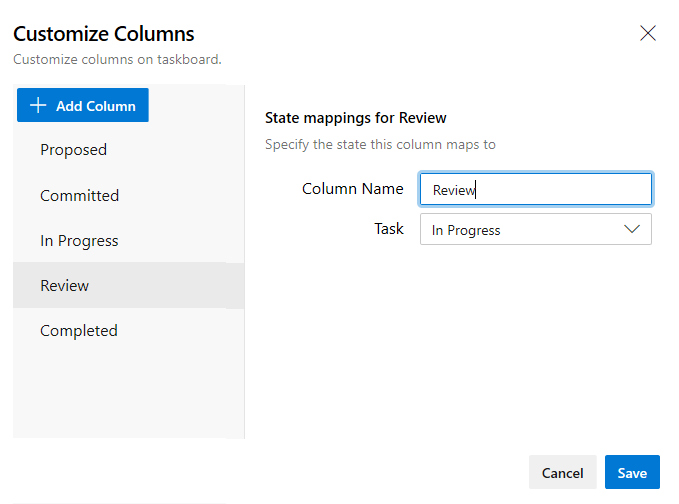 Customize Columns
Customize columns on taskboard.
Add Column
Proposed
Committed
In Progress
Review
Completed
State mappings for Review
Specify the state this column maps to
Column Name Review
Task In Progress
Cancel Save